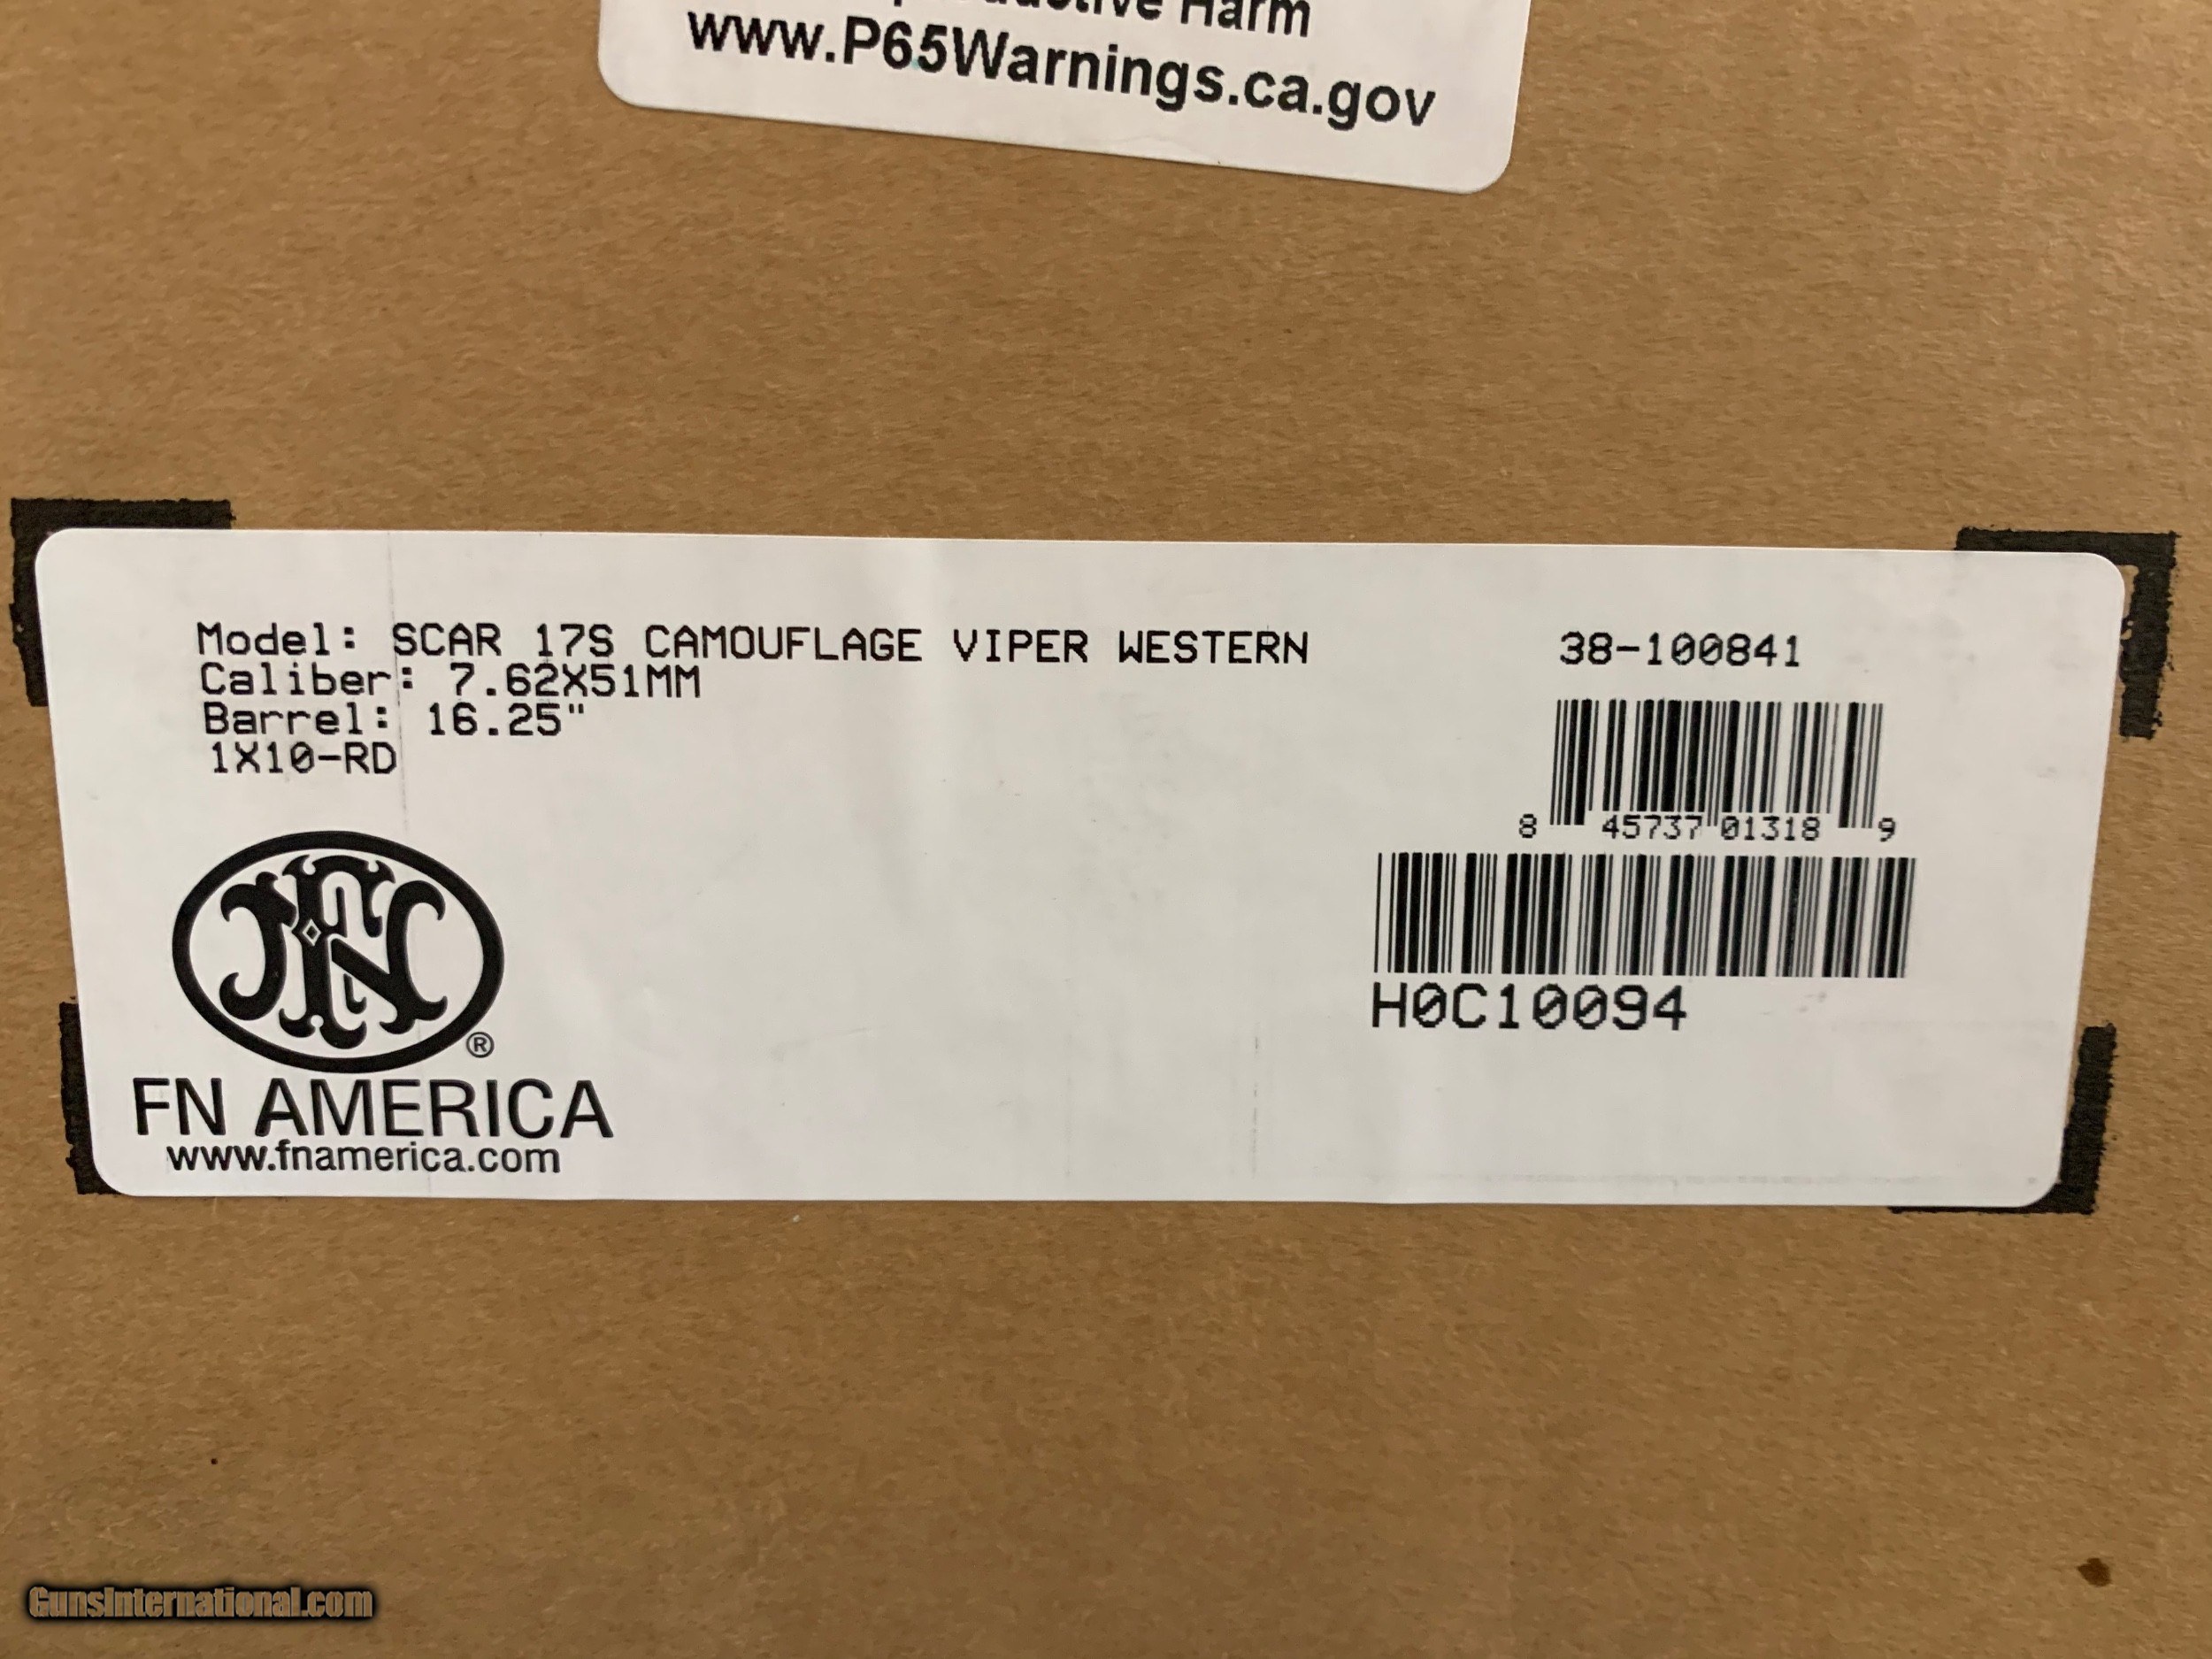 Harm
www.P65Warnings.ca.gov
Model: SCAR 17S CAMOUFLAGE VIPER WESTERN
Caliber: 7.62X51MM
Barrel: 16.25"
1X10-RD
38-100841
8 45737 01318 9
H0C10094
FN
®
FN AMERICA
www.fnamerica.com
GunsInternational.com